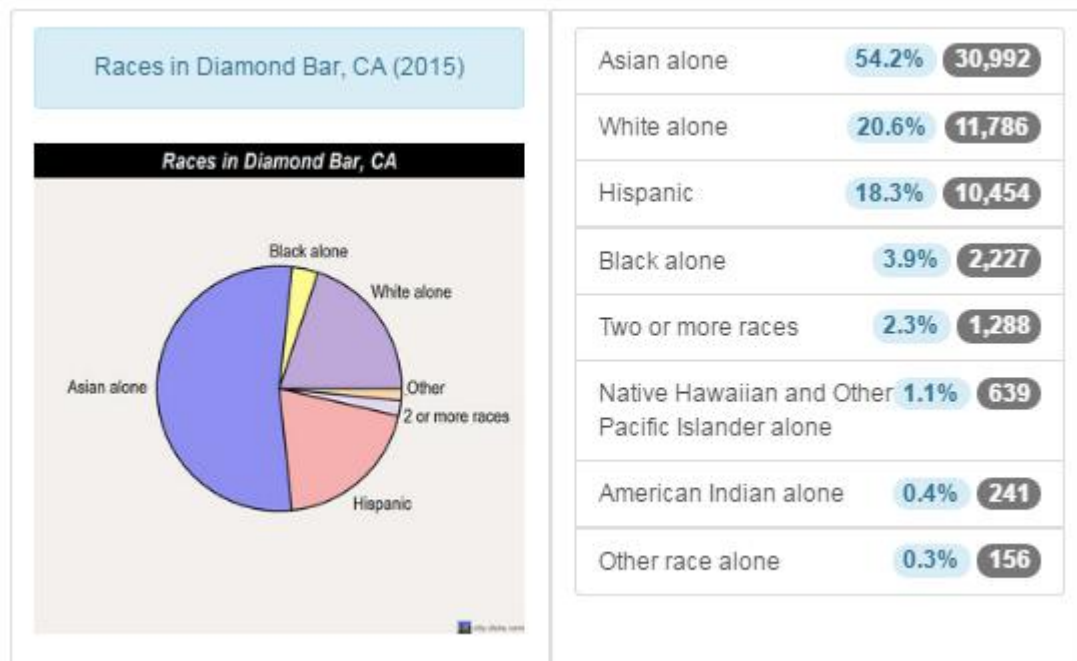 Races in Diamond Bar, CA (2015)
Races in Diamond Bar, CA
Black alone
White alone
Asian alone
Other
2 or more races
Hispanic
Asian alone 54.2% 30,992
White alone 20.6% 11,786
Hispanic 18.3% 10,454
Black alone 3.9% 2,227
Two or more races 2.3% 1,288
Native Hawaiian and Other 1.1% 639
Pacific Islander alone
American Indian alone 0.4% 241
Other race alone 0.3% 156